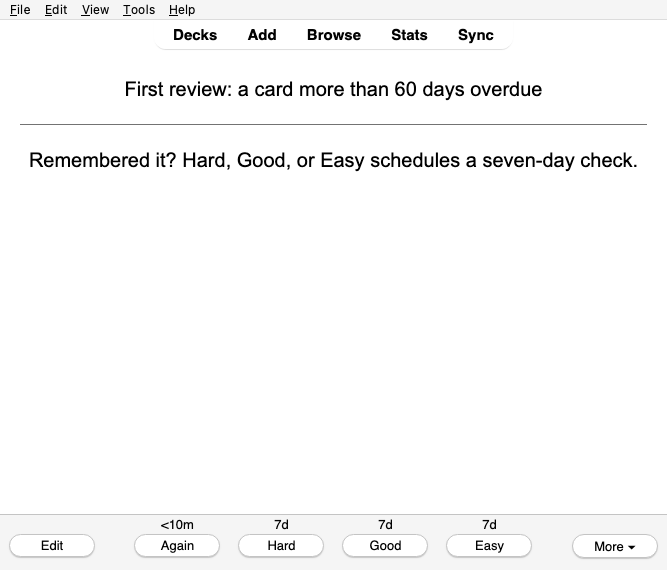 File Edit View Tools Help
Decks Add Browse Stats Sync
First review: a card more than 60 days overdue
Remembered it? Hard, Good, or Easy schedules a seven-day check.
<10m 7d 7d 7d
Edit Again Hard Good Easy More